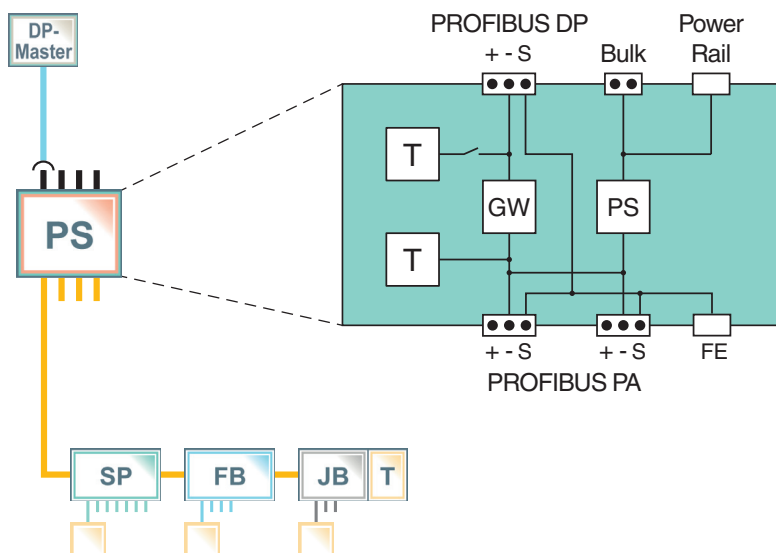 DP-
Master
PS
SP
FB
JB
T
PROFIBUS DP
+ - S
Bulk
Power
Rail
T
GW
PS
T
+ - S
+ - S
FE
PROFIBUS PA